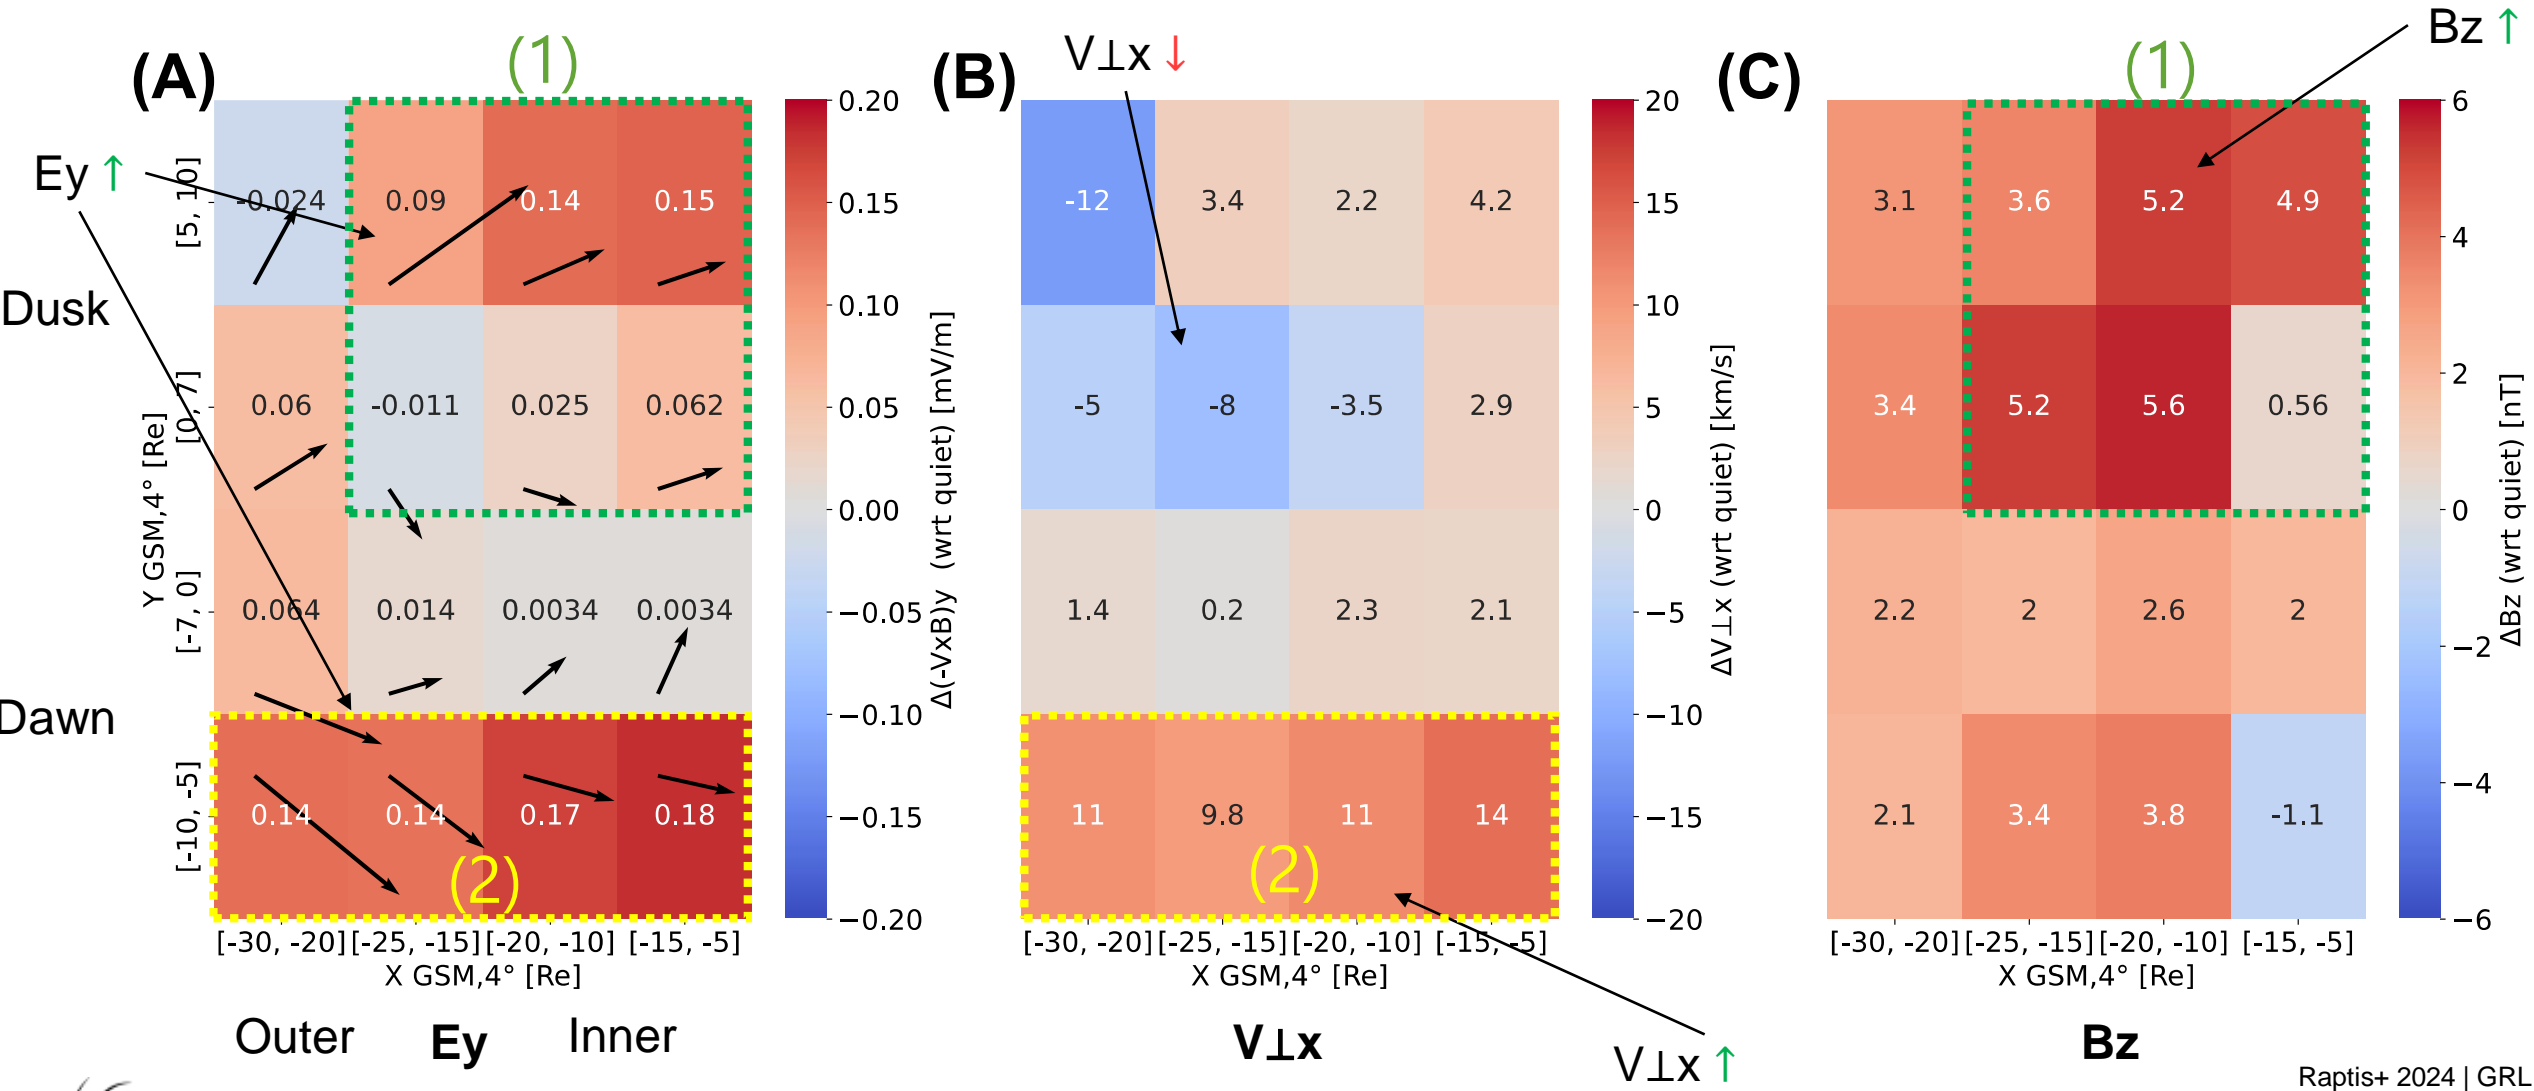 (A)
(1)
Ey ↑
Dusk
Dawn
Y GSM,4° [Re]
[5, 10]
[0, 7]
[-7, 0]
[-10, -5]
-0.024 0.09 0.14 0.15
0.06 -0.011 0.025 0.062
0.064 0.014 0.0034 0.0034
0.14 0.14 0.17 0.18
(2)
[-30, -20] [-25, -15] [-20, -10] [-15, -5]
X GSM,4° [Re]
Outer Ey Inner
0.20
0.15
0.10
0.05
0.00
−0.05
−0.10
−0.15
−0.20
Δ(-VxB)y (wrt quiet) [mV/m]
(B)
V⊥x ↓
-12 3.4 2.2 4.2
-5 -8 -3.5 2.9
1.4 0.2 2.3 2.1
11 9.8 11 14
(2)
[-30, -20] [-25, -15] [-20, -10] [-15, -5]
X GSM,4° [Re]
V⊥x
V⊥x ↑
20
15
10
5
0
−5
−10
−15
−20
ΔV⊥x (wrt quiet) [km/s]
(C)
(1)
Bz ↑
3.1 3.6 5.2 4.9
3.4 5.2 5.6 0.56
2.2 2 2.6 2
2.1 3.4 3.8 -1.1
[-30, -20] [-25, -15] [-20, -10] [-15, -5]
X GSM,4° [Re]
Bz
6
4
2
0
−2
−4
−6
ΔBz (wrt quiet) [nT]
Raptis+ 2024 | GRL